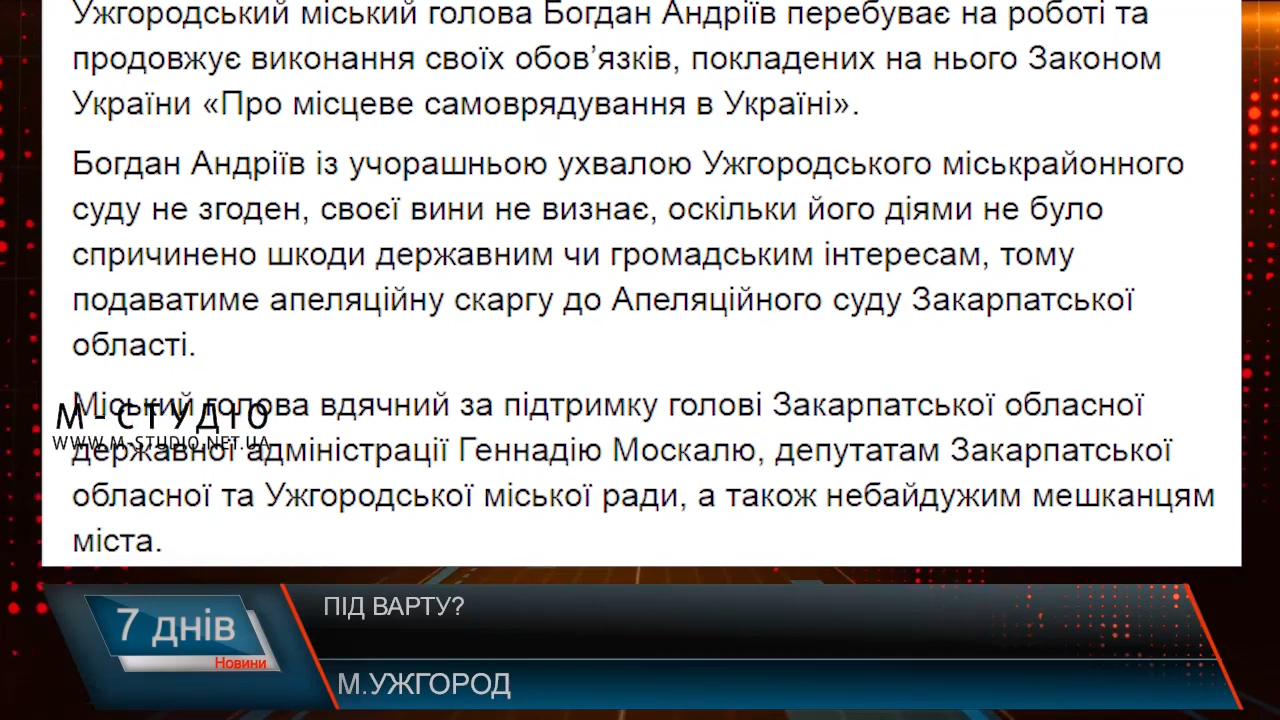 Ужгородський міський голова Богдан Андріїв перебуває на роботі та
продовжує виконання своїх обов’язків, покладених на нього Законом
України «Про місцеве самоврядування в Україні».
Богдан Андріїв із учорашньою ухвалою Ужгородського міськрайонного
суду не згоден, своєї вини не визнає, оскільки його діями не було
спричинено шкоди державним чи громадським інтересам, тому
подаватиме апеляційну скаргу до Апеляційного суду Закарпатської
області.
Міський голова вдячний за підтримку голові Закарпатської обласної
державної адміністрації Геннадію Москалю, депутатам Закарпатської
обласної та Ужгородської міської ради, а також небайдужим мешканцям
міста.
М-СТУДІО
WWW.M-STUDIO.NET.UA
7 днів
Новини
ПІД ВАРТУ?
М.УЖГОРОД